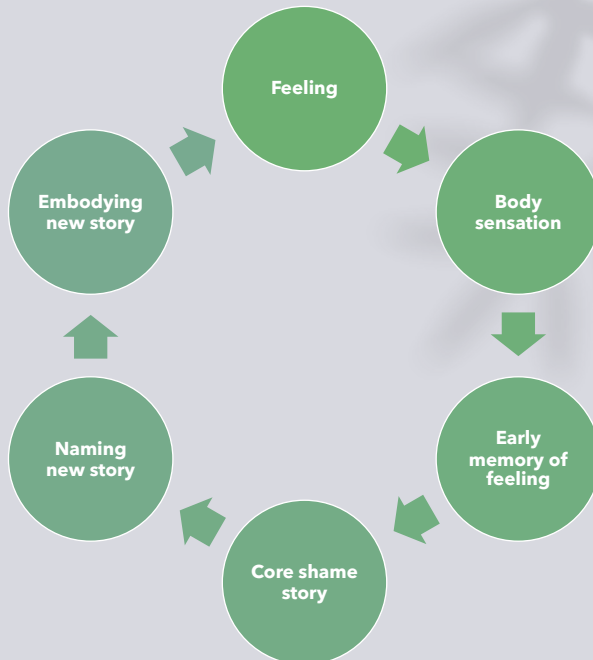 Feeling
Body
sensation
Early
memory of
feeling
Core shame
story
Naming
new story
Embodying
new story